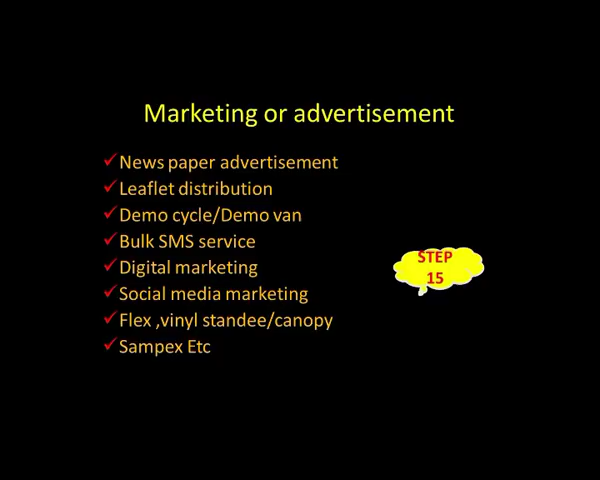 Marketing or advertisement
News paper advertisement
Leaflet distribution
Demo cycle/Demo van
Bulk SMS service
Digital marketing
Social media marketing
Flex ,vinyl standee/canopy
Sampex Etc
STEP
15